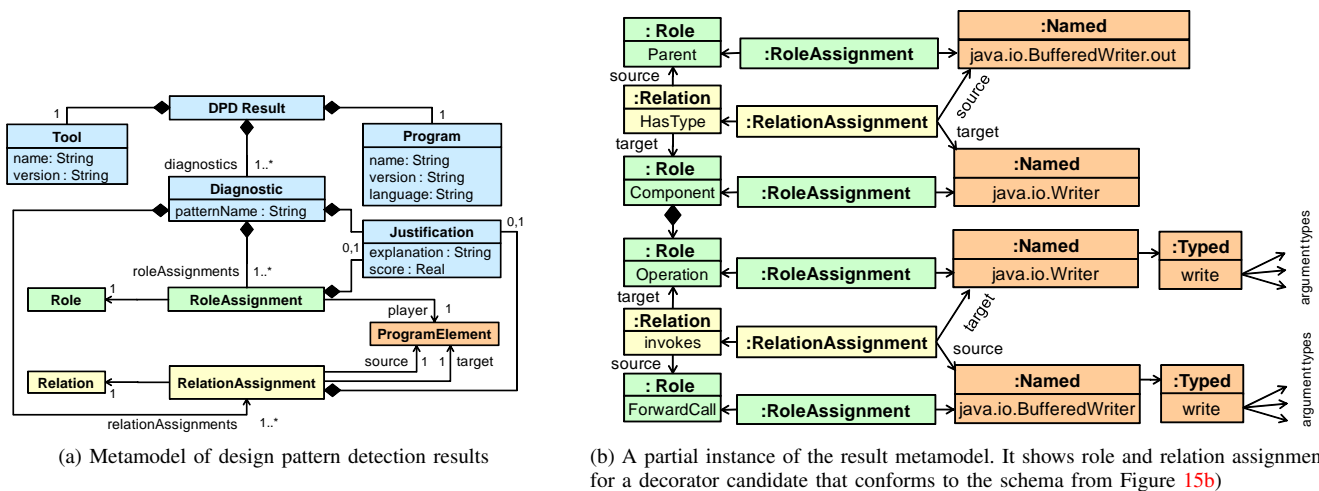 DPD Result
1
1
Tool
name: String
version : String
Program
name: String
version : String
language: String
diagnostics
1..*
Diagnostic
patternName : String
0,1
Justification
explanation : String
score : Real
0,1
roleAssignments
1..*
Role
1
RoleAssignment
player
1
ProgramElement
source
1
1
target
Relation
1
RelationAssignment
relationAssignments
1..*
(a) Metamodel of design pattern detection results
: Role
Parent
:RoleAssignment
:Named
java.io.BufferedWriter.out
source
:Relation
HasType
:RelationAssignment
source
target
target
: Role
Component
:RoleAssignment
:Named
java.io.Writer
: Role
Operation
:RoleAssignment
:Named
java.io.Writer
:Typed
write
argument types
target
:Relation
invokes
:RelationAssignment
target
source
source
: Role
ForwardCall
:RoleAssignment
:Named
java.io.BufferedWriter
:Typed
write
argument types
(b) A partial instance of the result metamodel. It shows role and relation assignmen
for a decorator candidate that conforms to the schema from Figure 15b)